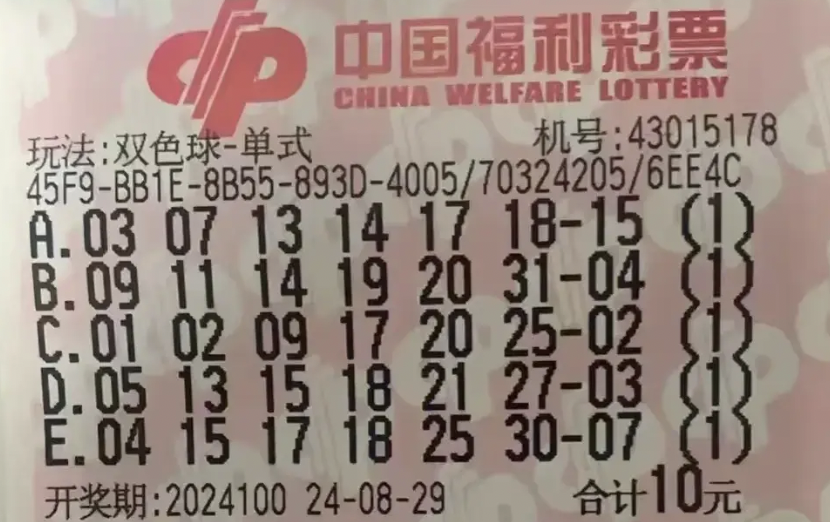 中国福利彩票
CHINA WELFARE LOTTERY
玩法:双色球-单式 机号:43015178
45F9-BB1E-8B55-893D-4005/70324205/6EE4C
A.03 07 13 14 17 18-15 (1)
B.09 11 14 19 20 31-04 (1)
C.01 02 09 17 20 25-02 (1)
D.05 13 15 18 21 27-03 (1)
E.04 15 17 18 25 30-07 (1)
开奖期:2024100 24-08-29 合计10元